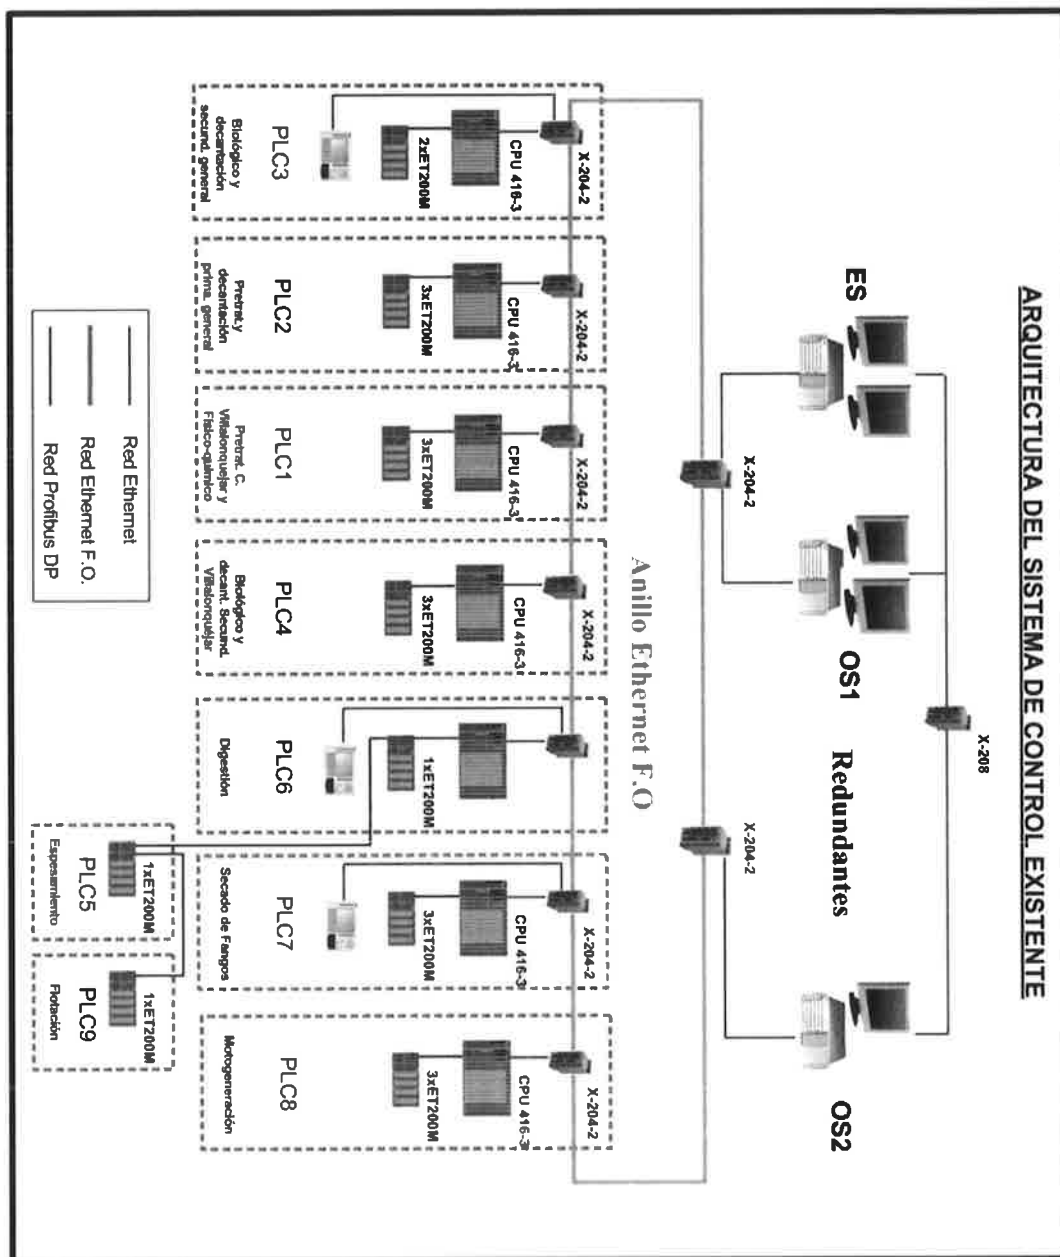 ARQUITECTURA DEL SISTEMA DE CONTROL EXISTENTE
X-208
ES
OS1
Redundantes
OS2
X-204-2
X-204-2
Anillo Ethernet F.O
X-204-2
CPU 416-3
2xET200M
PLC3
Biológico y
decantación
secund. general
X-204-2
CPU 416-3
3xET200M
PLC2
Pretrat.y
decantación
prima. general
X-204-2
CPU 416-3
3xET200M
PLC1
Pretrat. C.
Villalonquejar y
Físico-químico
X-204-2
CPU 416-3
3xET200M
PLC4
Biológico y
decant. Secund.
Villalonquéjar
1xET200M
PLC6
Digestión
X-204-2
CPU 416-3
3xET200M
PLC7
Secado de Fangos
X-204-2
CPU 416-3
3xET200M
PLC8
Motogeneración
1xET200M
PLC5
Espesamiento
1xET200M
PLC9
Flotación
Red Ethernet
Red Ethernet F.O.
Red Profibus DP